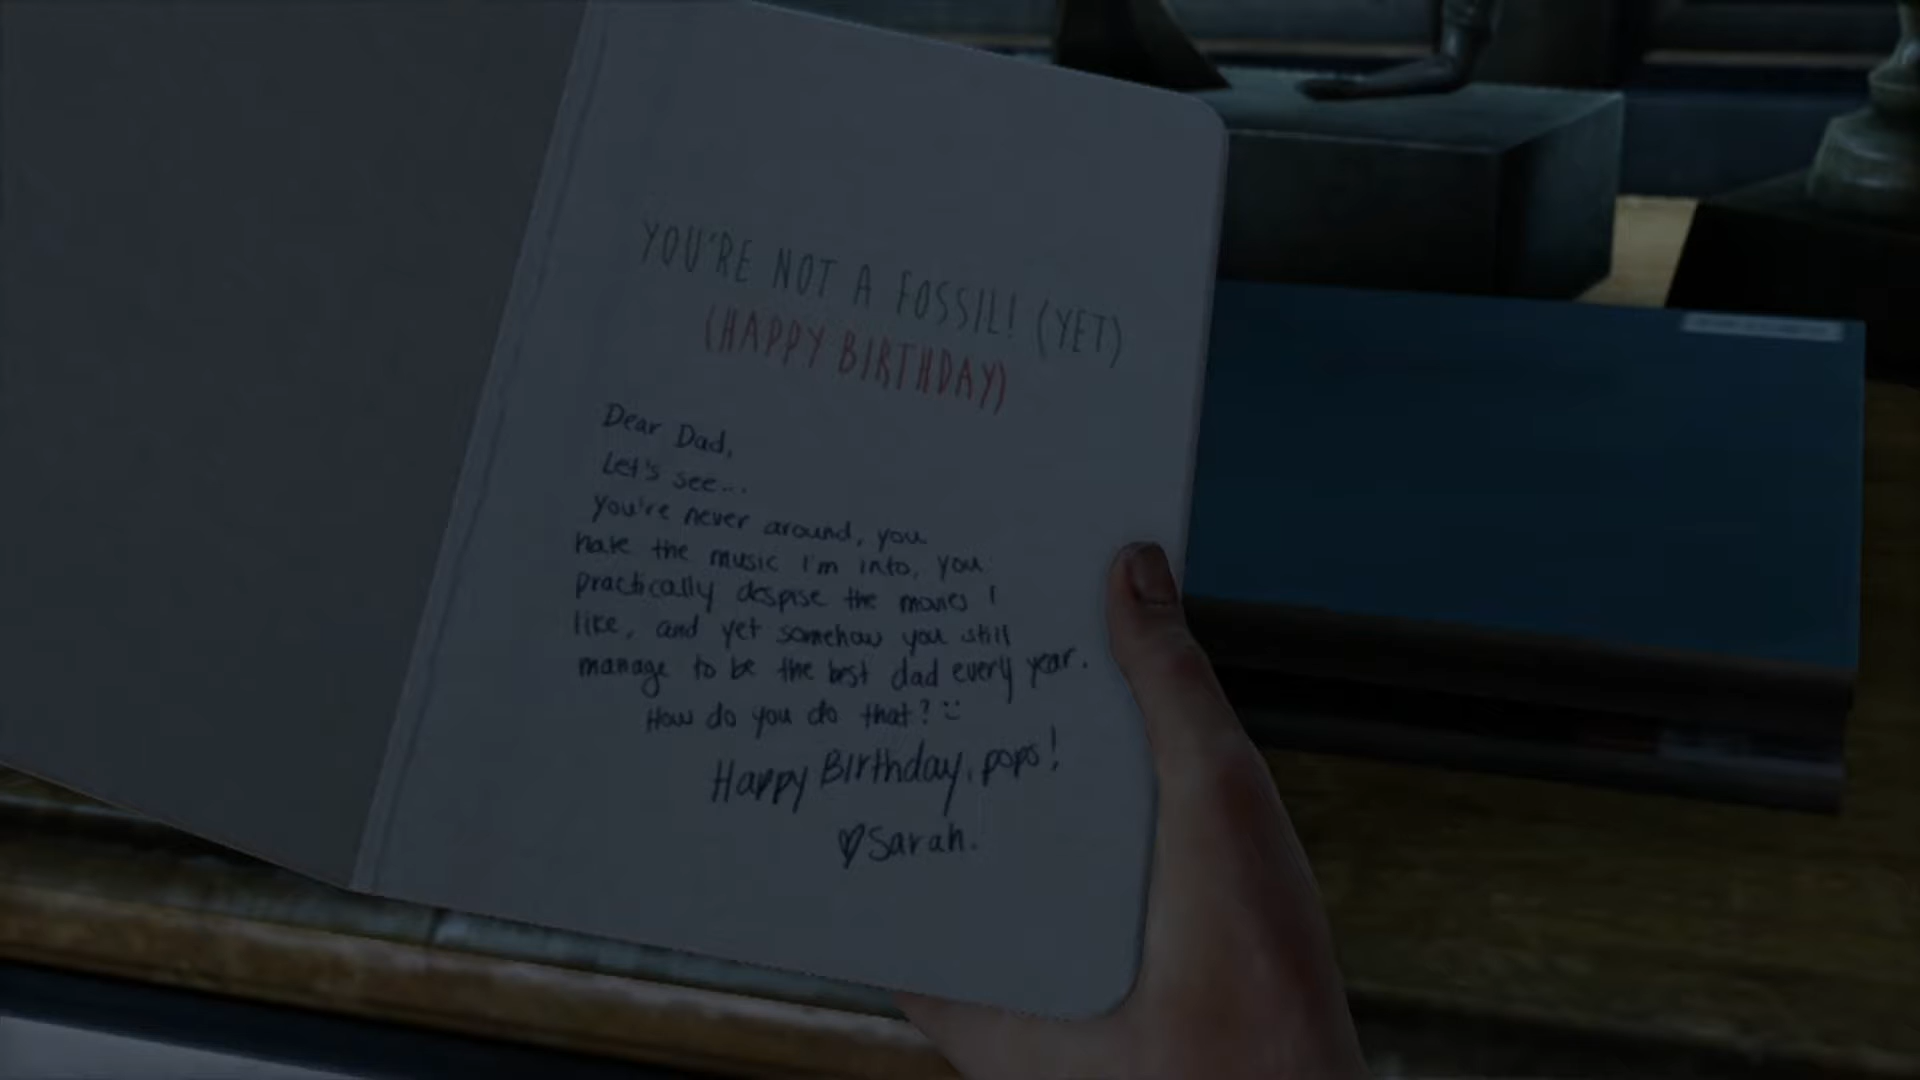 YOU'RE NOT A FOSSIL! (YET)
(HAPPY BIRTHDAY)
Dear Dad,
Let's see...
you're never around, you
hate the music I'm into, you
practically despise the movies I
like, and yet somehow you still
manage to be the best dad every year.
How do you do that? :)
Happy Birthday, pops!
♡Sarah.